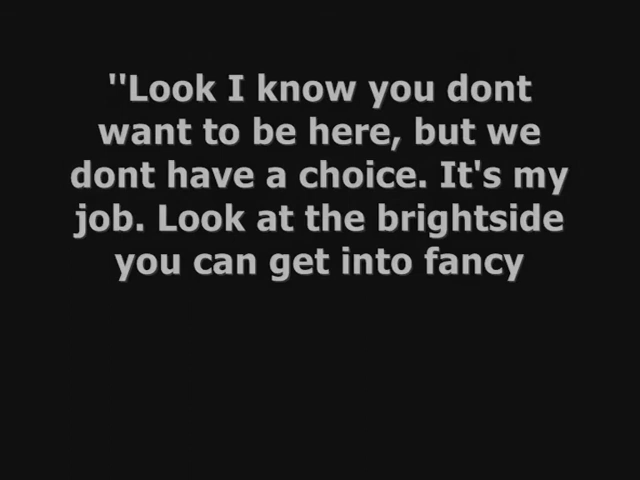 ''Look I know you dont
want to be here, but we
dont have a choice. It's my
job. Look at the brightside
you can get into fancy